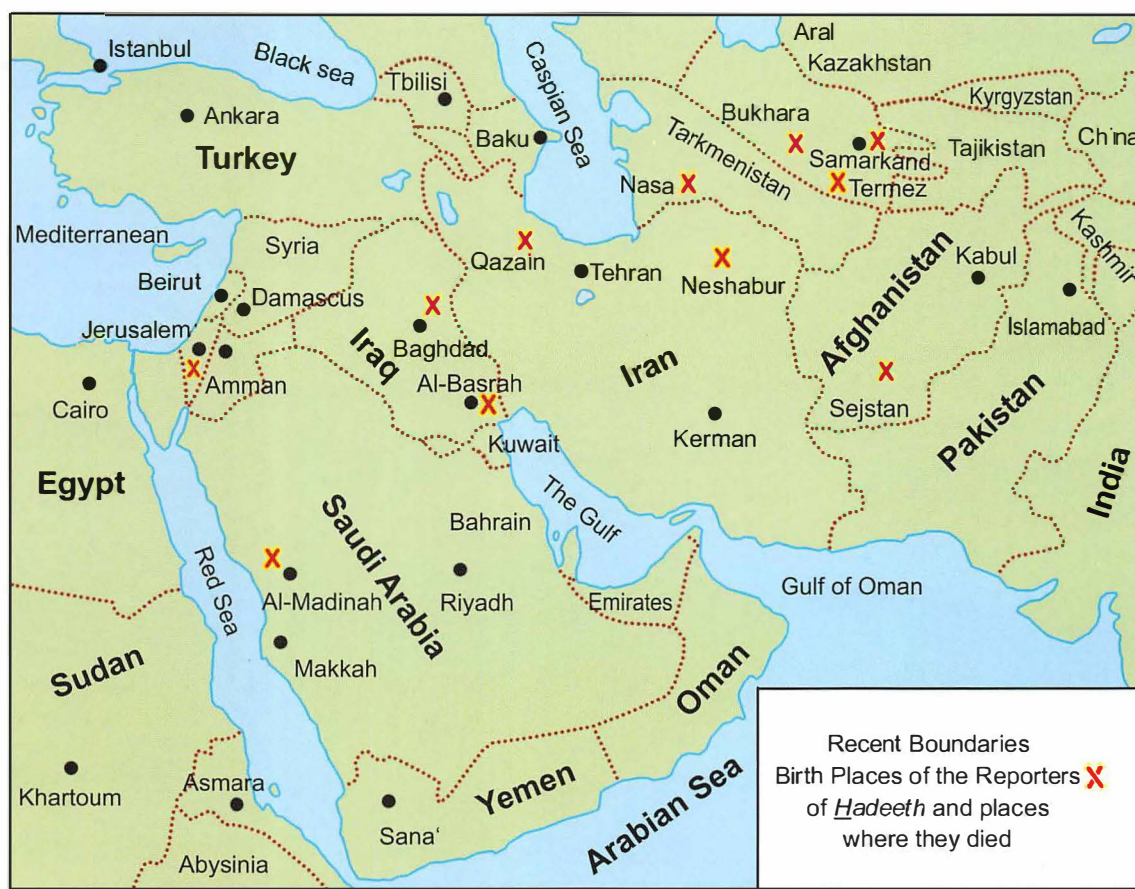 Istanbul
Black sea
Ankara
Turkey
Tbilisi
Baku
Caspian Sea
Aral
Kazakhstan
Kyrgyzstan
China
Bukhara
Samarkand
Tajikistan
Tarkmenistan
Termez
Nasa
Mediterranean
Syria
Qazain
Tehran
Neshabur
Kabul
Kashmir
Beirut
Damascus
Jerusalem
Amman
Baghdad
Iraq
Al-Basrah
Iran
Afghanistan
Islamabad
Sejstan
Pakistan
Cairo
Kerman
Kuwait
Egypt
The Gulf
India
Saudi Arabia
Bahrain
Red Sea
Al-Madinah
Riyadh
Emirates
Gulf of Oman
Makkah
Sudan
Oman
Khartoum
Asmara
Sana‘
Yemen
Arabian Sea
Abysinia
Recent Boundaries
Birth Places of the Reporters X
of Hadeeth and places
where they died